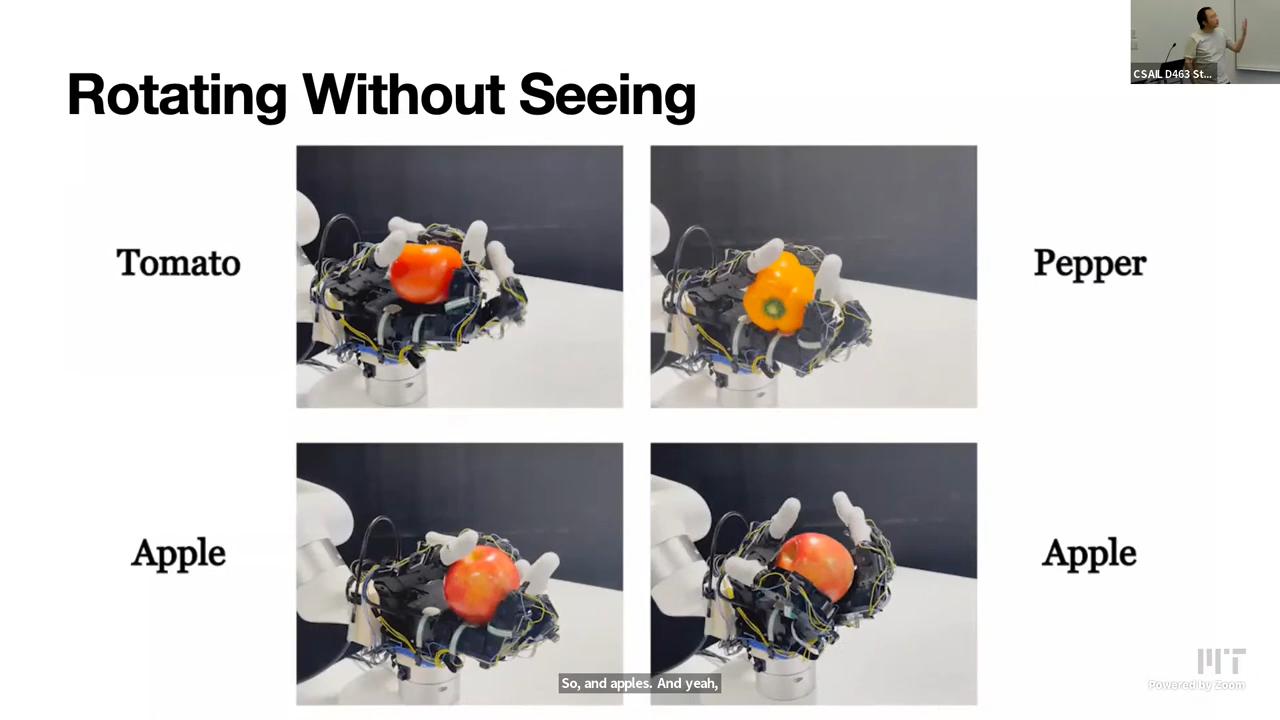 CSAIL D463 St...
Rotating Without Seeing
Tomato
Pepper
Apple
Apple
So, and apples. And yeah,
MIT
Powered by Zoom